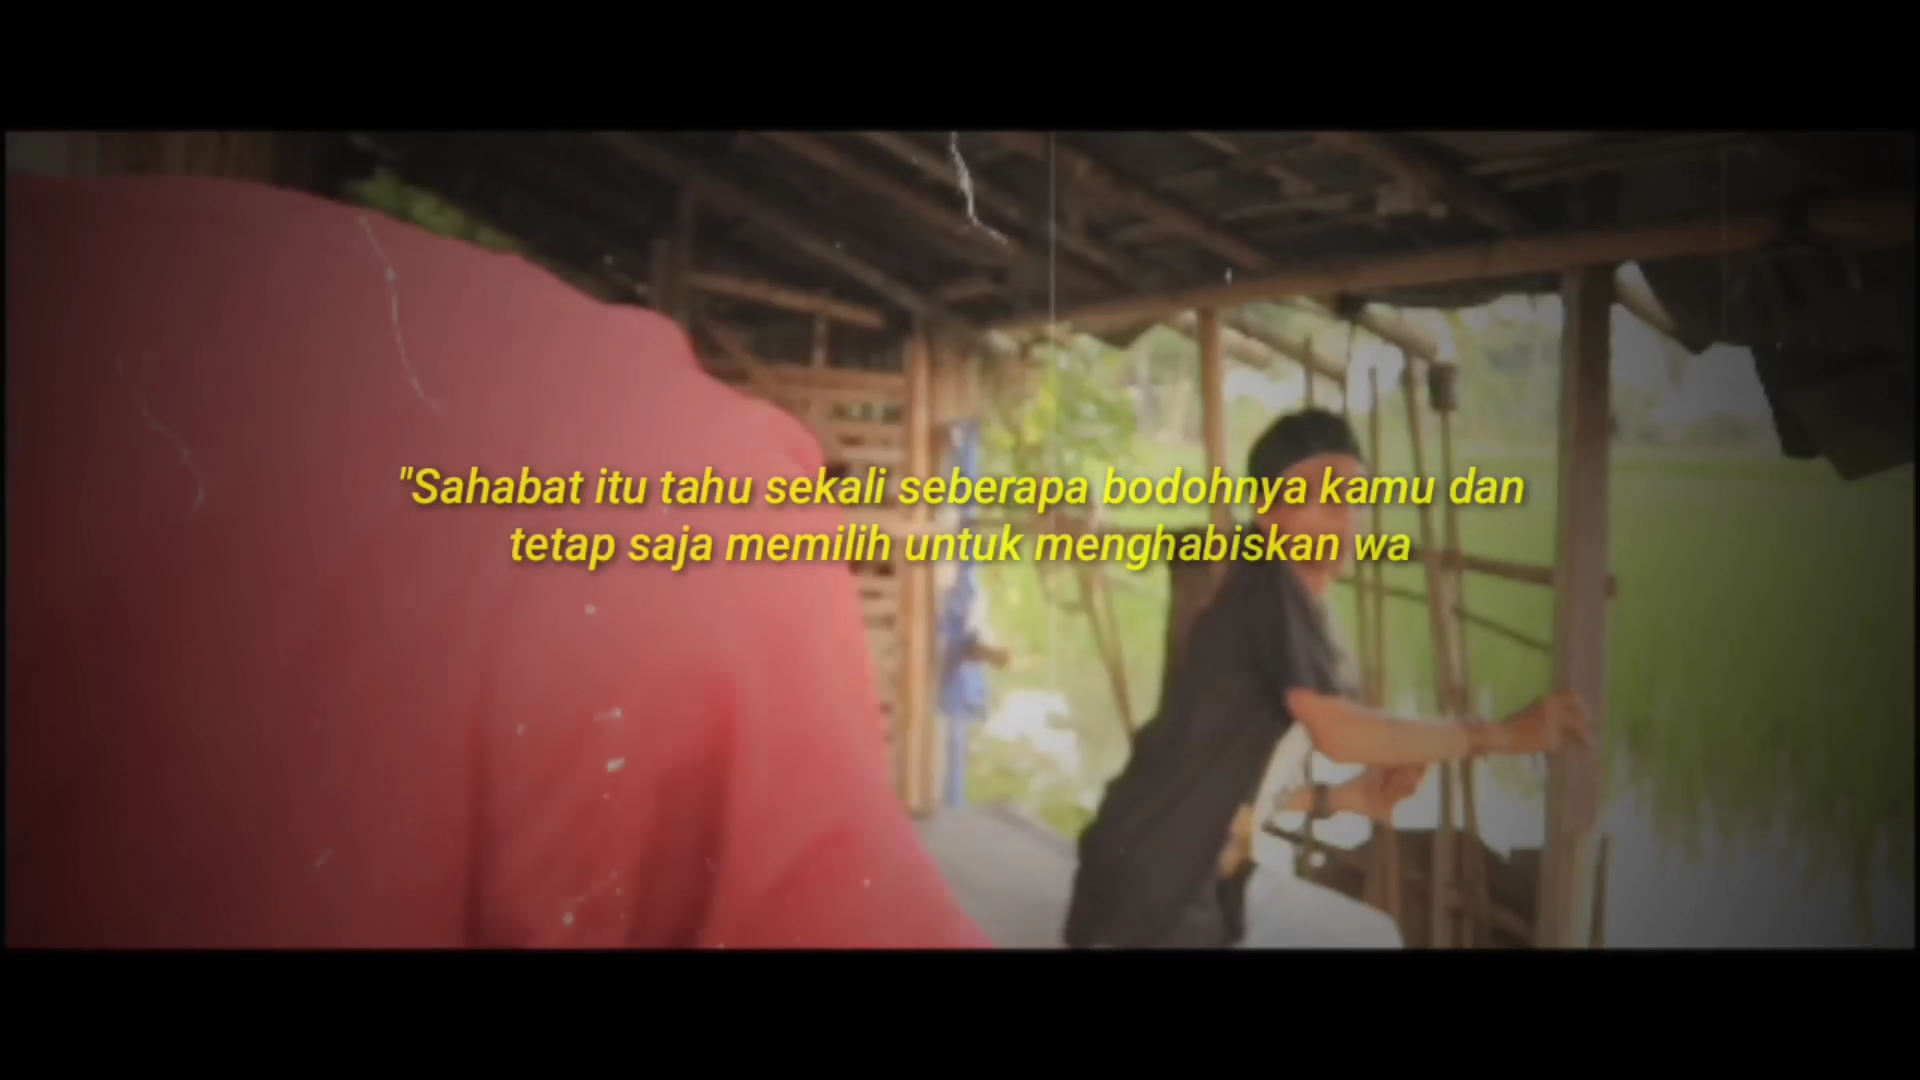 "Sahabat itu tahu sekali seberapa bodohnya kamu dan
tetap saja memilih untuk menghabiskan wa